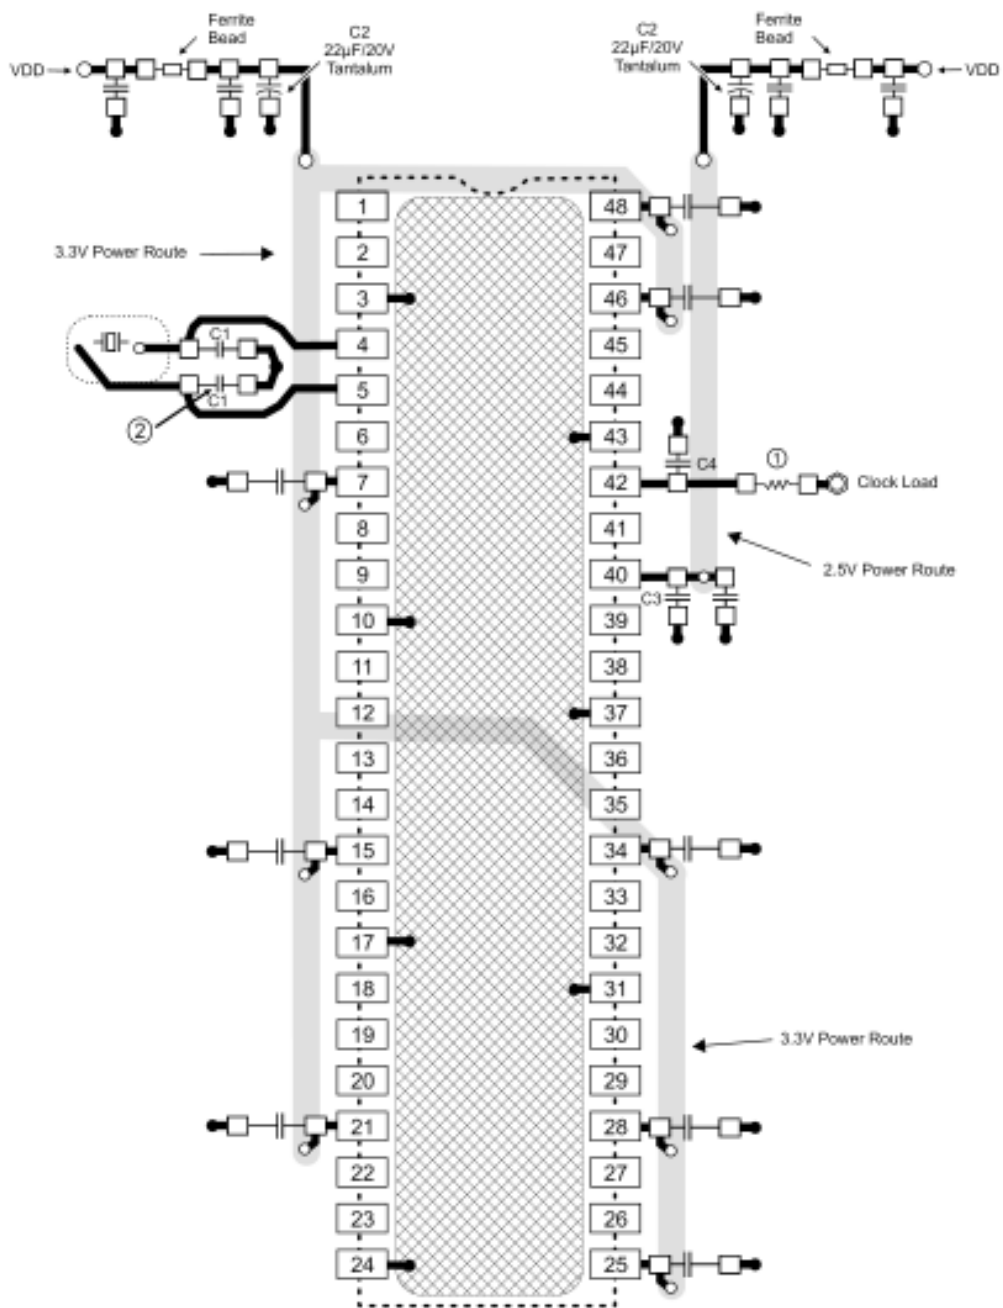 Ferrite
Bead
C2
22µF/20V
Tantalum
VDD
C2
22µF/20V
Tantalum
Ferrite
Bead
VDD
1
48
3.3V Power Route
2
47
3
46
C1
4
45
C1
5
44
2
6
43
C4
1
7
42
Clock Load
8
41
2.5V Power Route
9
40
C3
10
39
11
38
12
37
13
36
14
35
15
34
16
33
17
32
18
31
19
30
3.3V Power Route
20
29
21
28
22
27
23
26
24
25